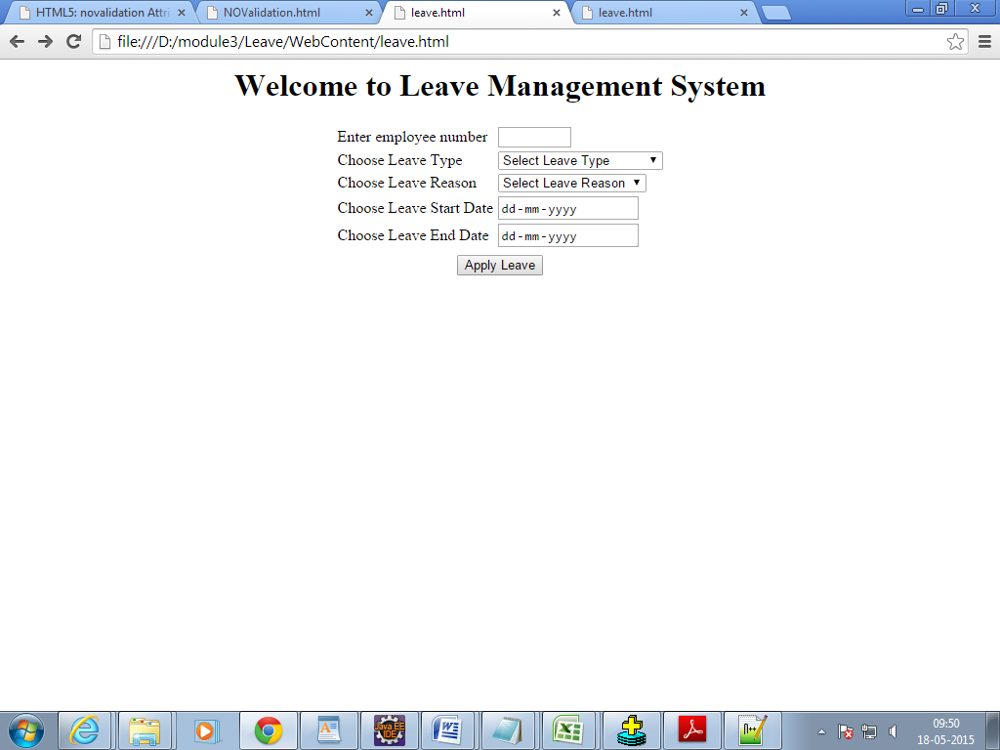 HTML5: novalidation Attri
NOValidation.html
leave.html
leave.html
file:///D:/module3/Leave/WebContent/leave.html
Welcome to Leave Management System
Enter employee number
Choose Leave Type Select Leave Type
Choose Leave Reason Select Leave Reason
Choose Leave Start Date dd-mm-yyyy
Choose Leave End Date dd-mm-yyyy
Apply Leave
Java EE
IDE
09:50
18-05-2015